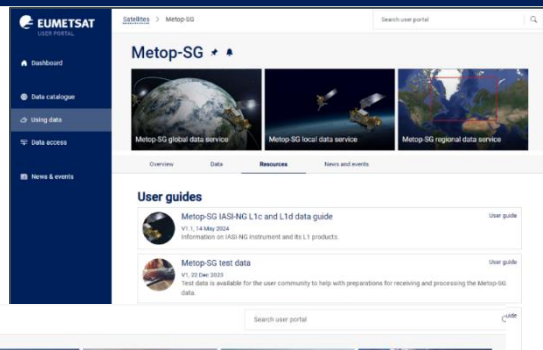 EUMETSAT
USER PORTAL
Satellites > Metop-SG
Search user portal
Metop-SG
Dashboard
Data catalogue
Using data
Data access
News & events
Metop-SG global data service
Metop-SG local data service
Metop-SG regional data service
Overview Data Resources News and events
User guides
Metop-SG IASI-NG L1c and L1d data guide
User guide
V1.1, 14 May 2024
Information on IASI-NG instrument and its L1 products.
Metop-SG test data
User guide
V1, 22 Dec 2023
Test data is available for the user community to help with preparations for receiving and processing the Metop-SG
data.
Search user portal
uide